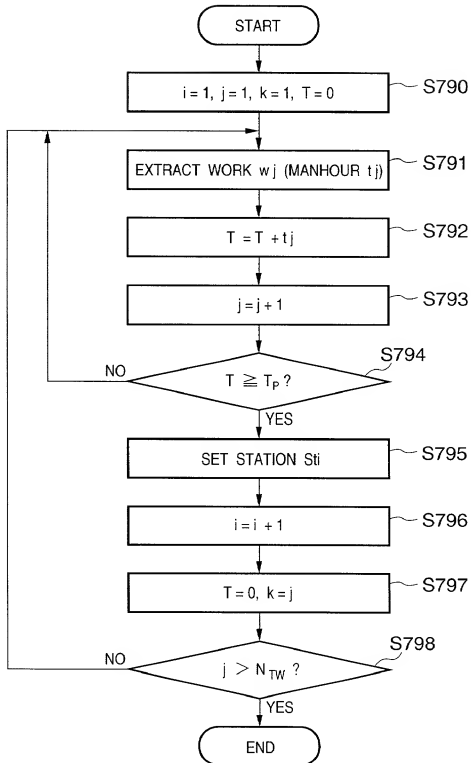 START
i = 1, j = 1, k = 1, T = 0
S790
EXTRACT WORK wj (MANHOUR tj)
S791
T = T + tj
S792
j = j + 1
S793
S794
NO
T ≧ TP ?
YES
SET STATION Sti
S795
i = i + 1
S796
T = 0, k = j
S797
S798
NO
j > NTW ?
YES
END